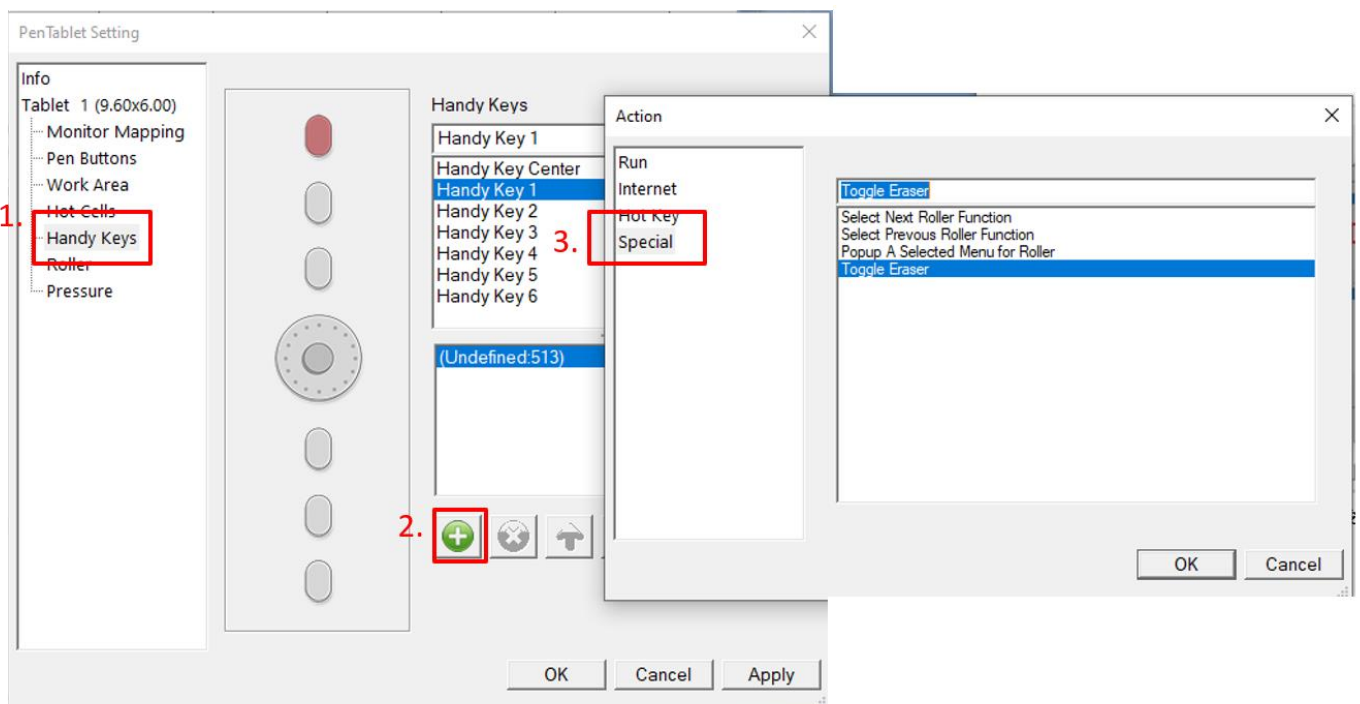 PenTablet Setting
Info
Tablet 1 (9.60x6.00)
Monitor Mapping
Pen Buttons
Work Area
Hot Cells
1.
Handy Keys
Roller
Pressure
Handy Keys
Handy Key 1
Handy Key Center
Handy Key 1
Handy Key 2
Handy Key 3
Handy Key 4
Handy Key 5
Handy Key 6
(Undefined:513)
2.
OK
Cancel
Apply
Action
Run
Internet
Hot Key
3.
Special
Toggle Eraser
Select Next Roller Function
Select Prevous Roller Function
Popup A Selected Menu for Roller
Toggle Eraser
OK
Cancel